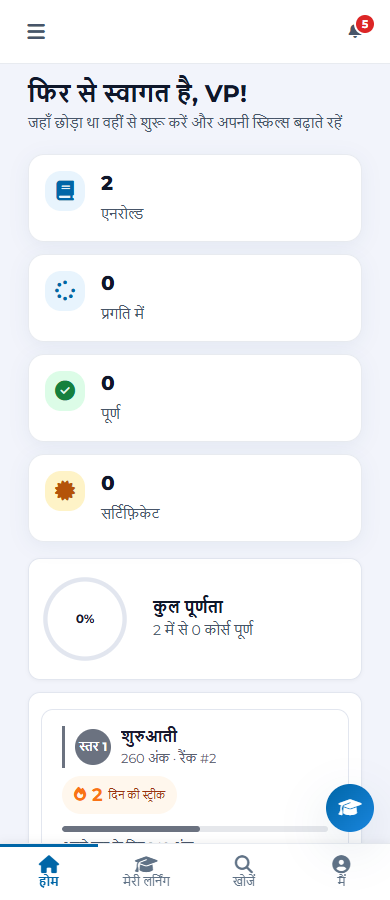 5
फिर से स्वागत है, VP!
जहाँ छोड़ा था वहीं से शुरू करें और अपनी स्किल्स बढ़ाते रहें
2
एनरोल्ड
0
प्रगति में
0
पूर्ण
0
सर्टिफ़िकेट
0%
कुल पूर्णता
2 में से 0 कोर्स पूर्ण
स्तर 1
शुरुआती
260 अंक · रैंक #2
2 दिन की स्ट्रीक
होम
मेरी लर्निंग
खोजें
में